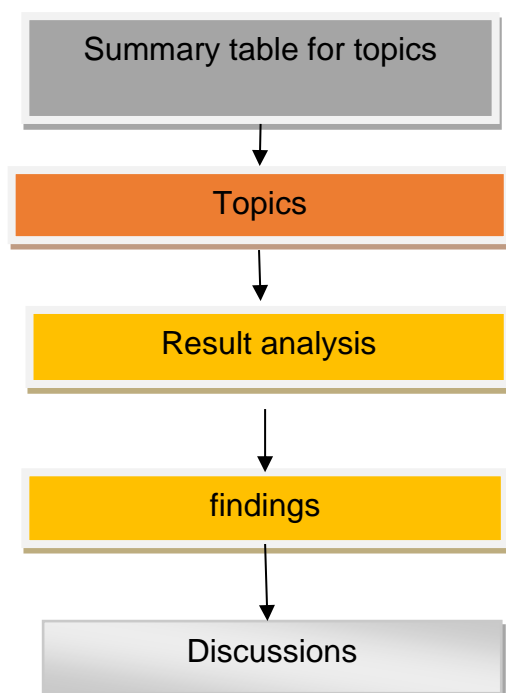 Summary table for topics
Topics
Result analysis
findings
Discussions